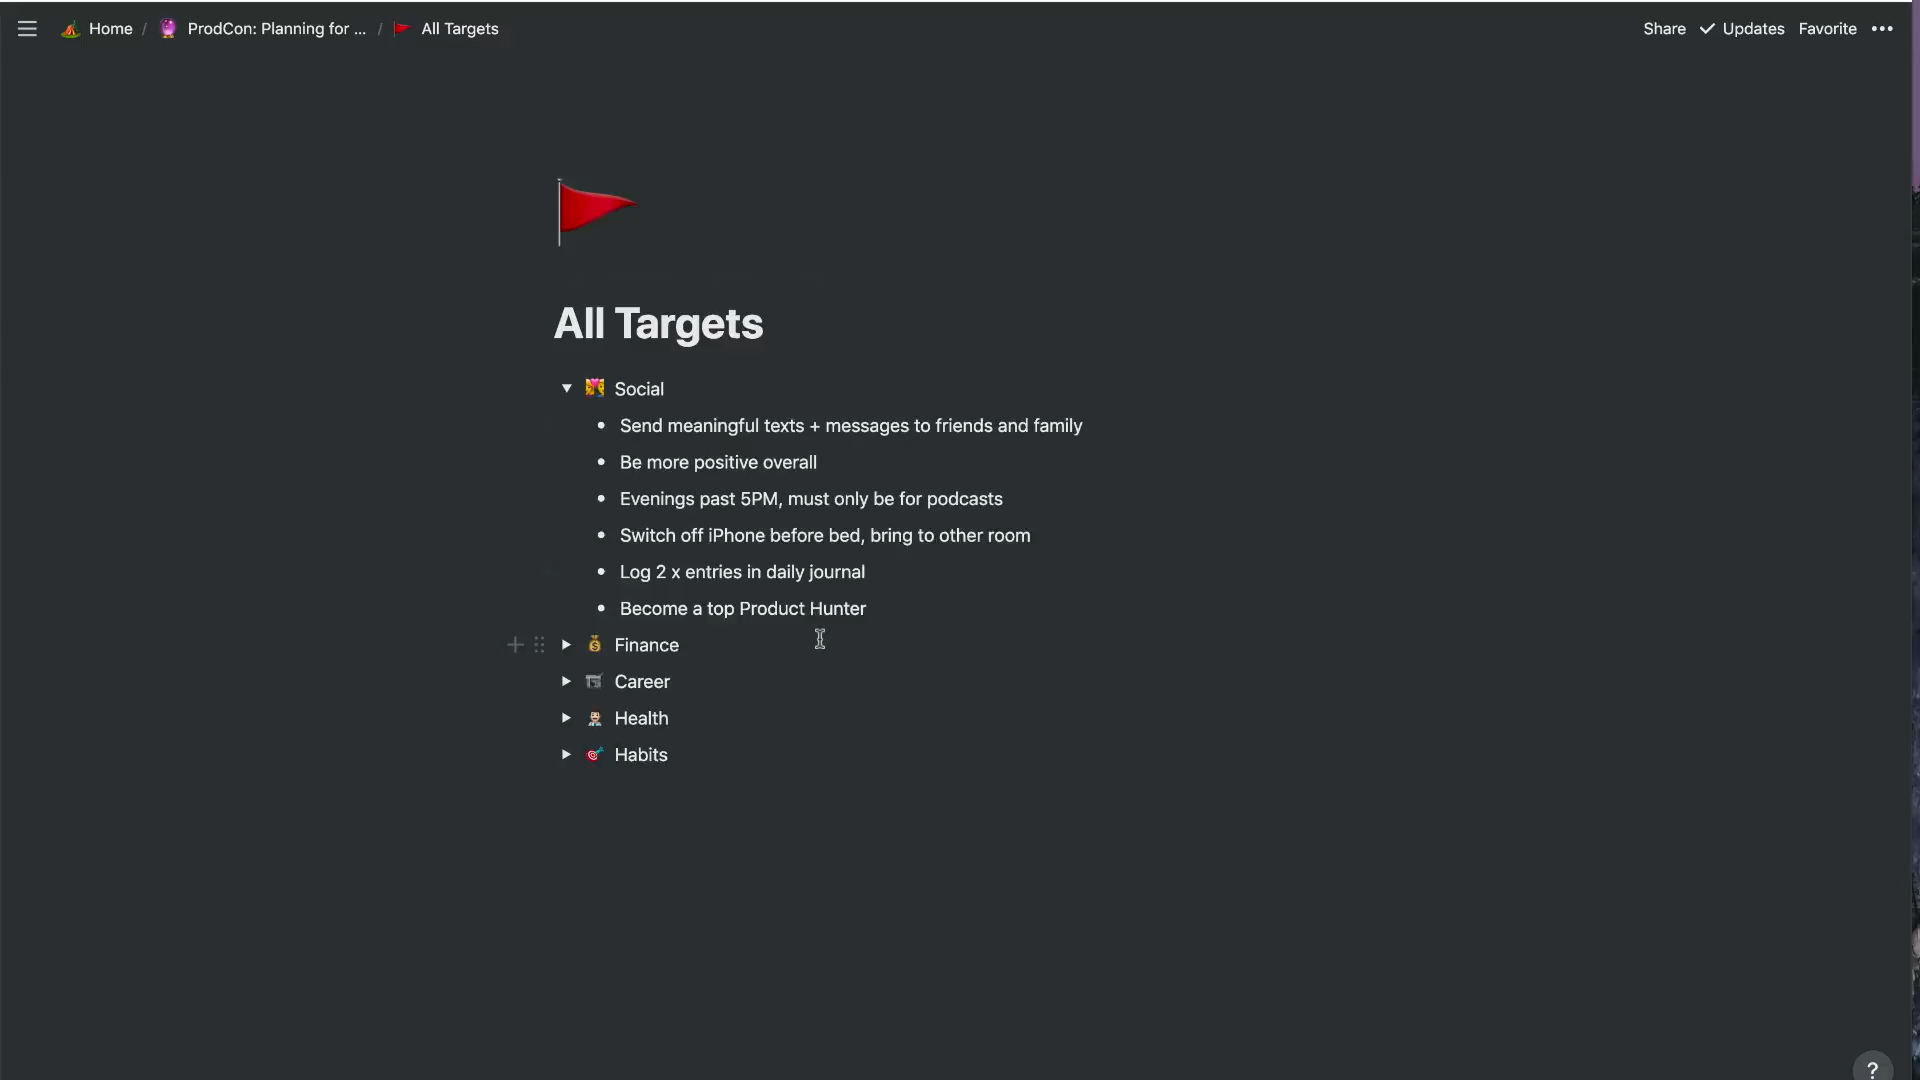 Home / ProdCon: Planning for ... / All Targets
Share Updates Favorite
All Targets
Social
Send meaningful texts + messages to friends and family
Be more positive overall
Evenings past 5PM, must only be for podcasts
Switch off iPhone before bed, bring to other room
Log 2 x entries in daily journal
Become a top Product Hunter
Finance
Career
Health
Habits
?